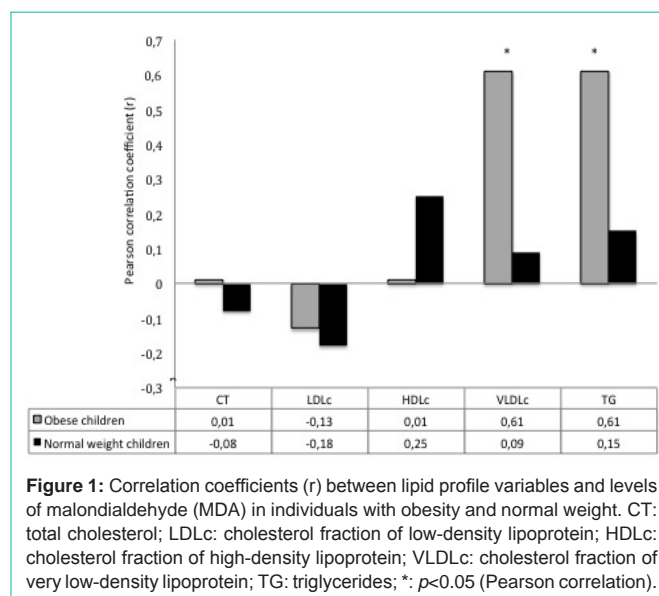 0,7
* *
0,6
0,5
0,4
0,3
0,2
0,1
0
-0,1
-0,2
-0,3
Pearson correlation coefficient (r)
CT LDLc HDLc VLDLc TG
Obese children 0,01 -0,13 0,01 0,61 0,61
Normal weight children -0,08 -0,18 0,25 0,09 0,15
Figure 1: Correlation coefficients (r) between lipid profile variables and levels
of malondialdehyde (MDA) in individuals with obesity and normal weight. CT:
total cholesterol; LDLc: cholesterol fraction of low-density lipoprotein; HDLc:
cholesterol fraction of high-density lipoprotein; VLDLc: cholesterol fraction of
very low-density lipoprotein; TG: triglycerides; *: p<0.05 (Pearson correlation).